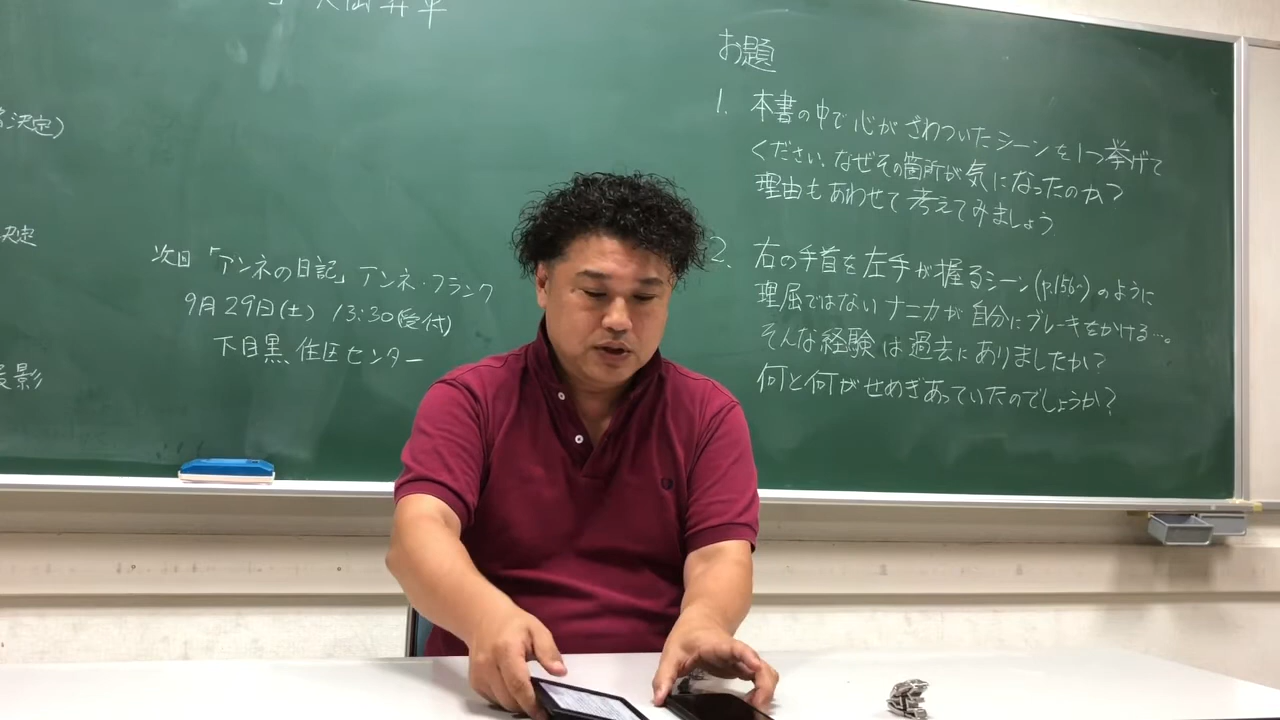 大岡昇平
決定)
決定
長影
次回「アンネの日記」アンネ・フランク
9月29日(土) 13:30(受付)
下目黒住区センター
お題
1. 本書の中で心がざわついたシーンを1つ挙げて
ください、なぜその箇所が気になったのか?
理由もあわせて考えてみましょう
2. 右の手首を左手が握るシーン(p.156~)のように
理屈ではないナニカが自分にブレーキをかける…。
そんな経験は過去にありましたか?
何と何がせめぎあっていたのでしょうか?